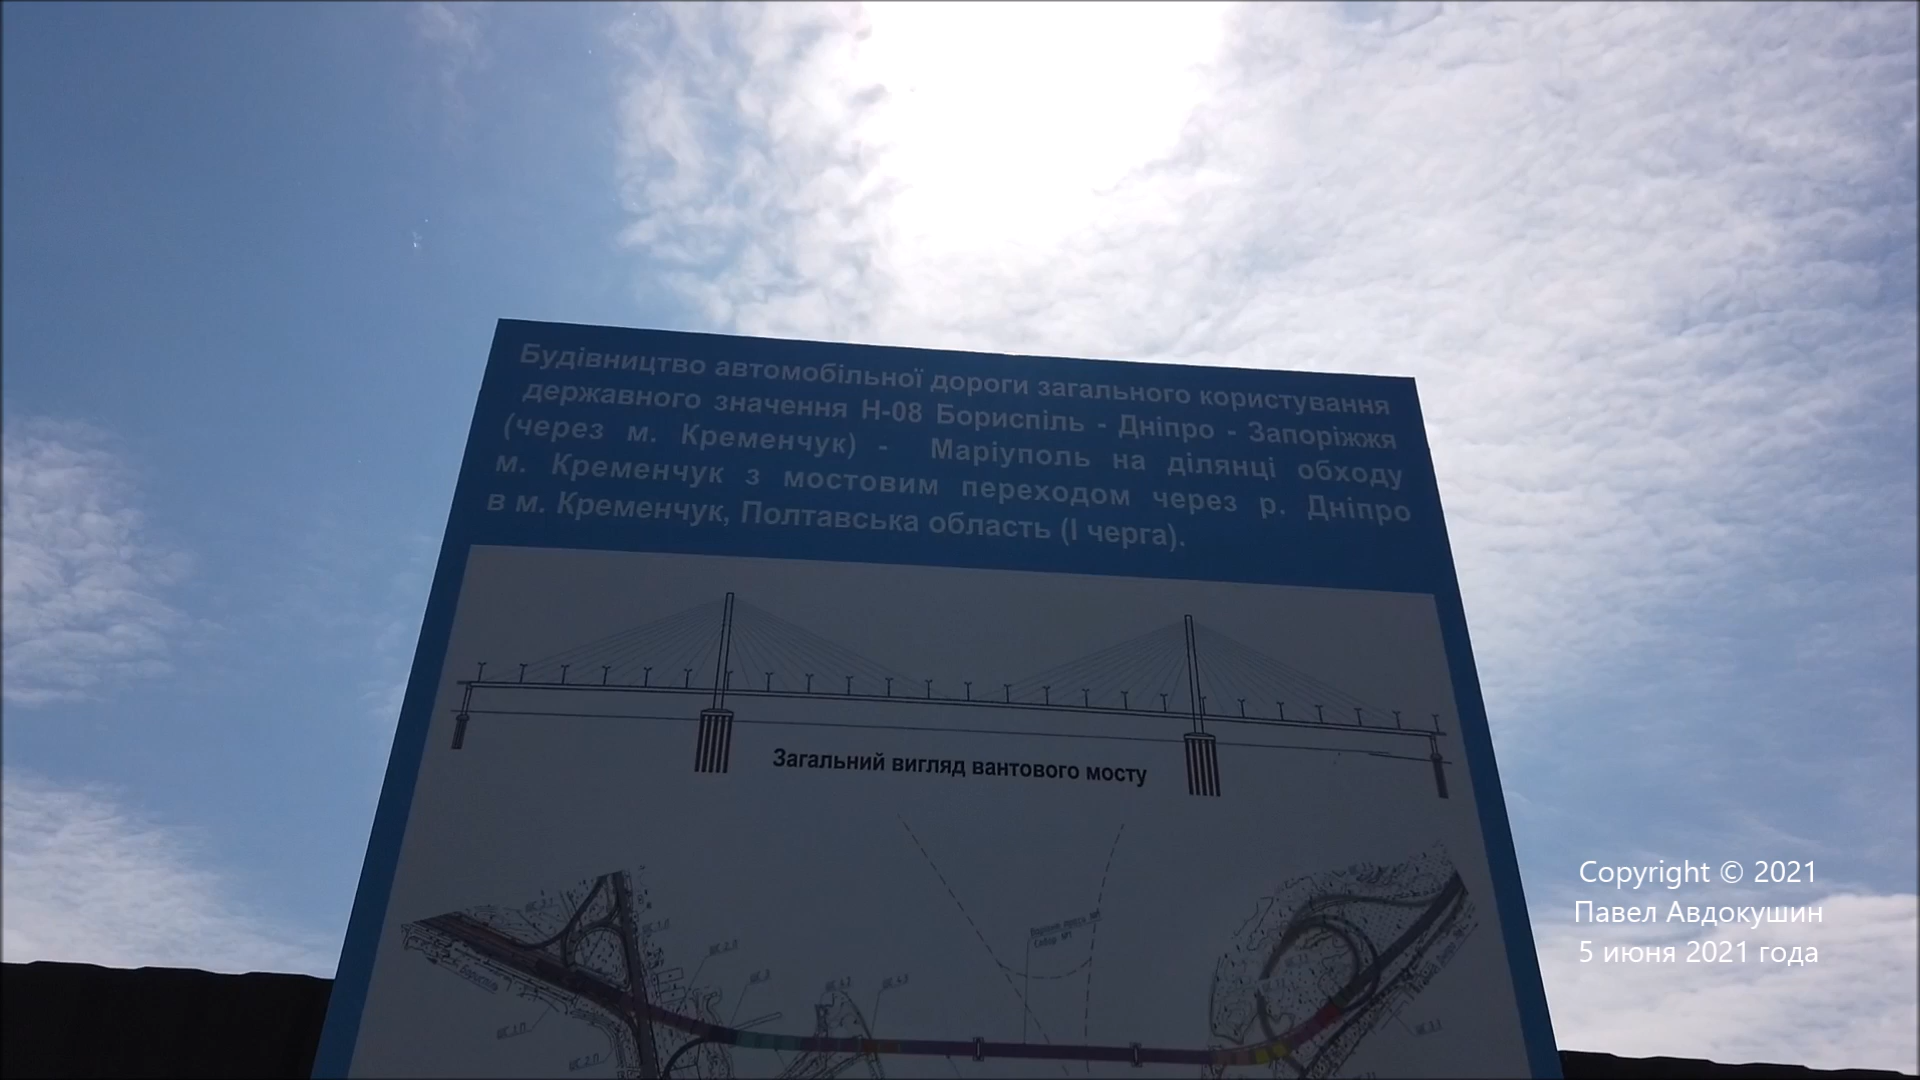 Будівництво автомобільної дороги загального користування
державного значення Н-08 Бориспіль - Дніпро - Запоріжжя
(через м. Кременчук) - Маріуполь на ділянці обходу
м. Кременчук з мостовим переходом через р. Дніпро
в м. Кременчук, Полтавська область (І черга).
Загальний вигляд вантового мосту
Copyright © 2021
Павел Авдокушин
5 июня 2021 года